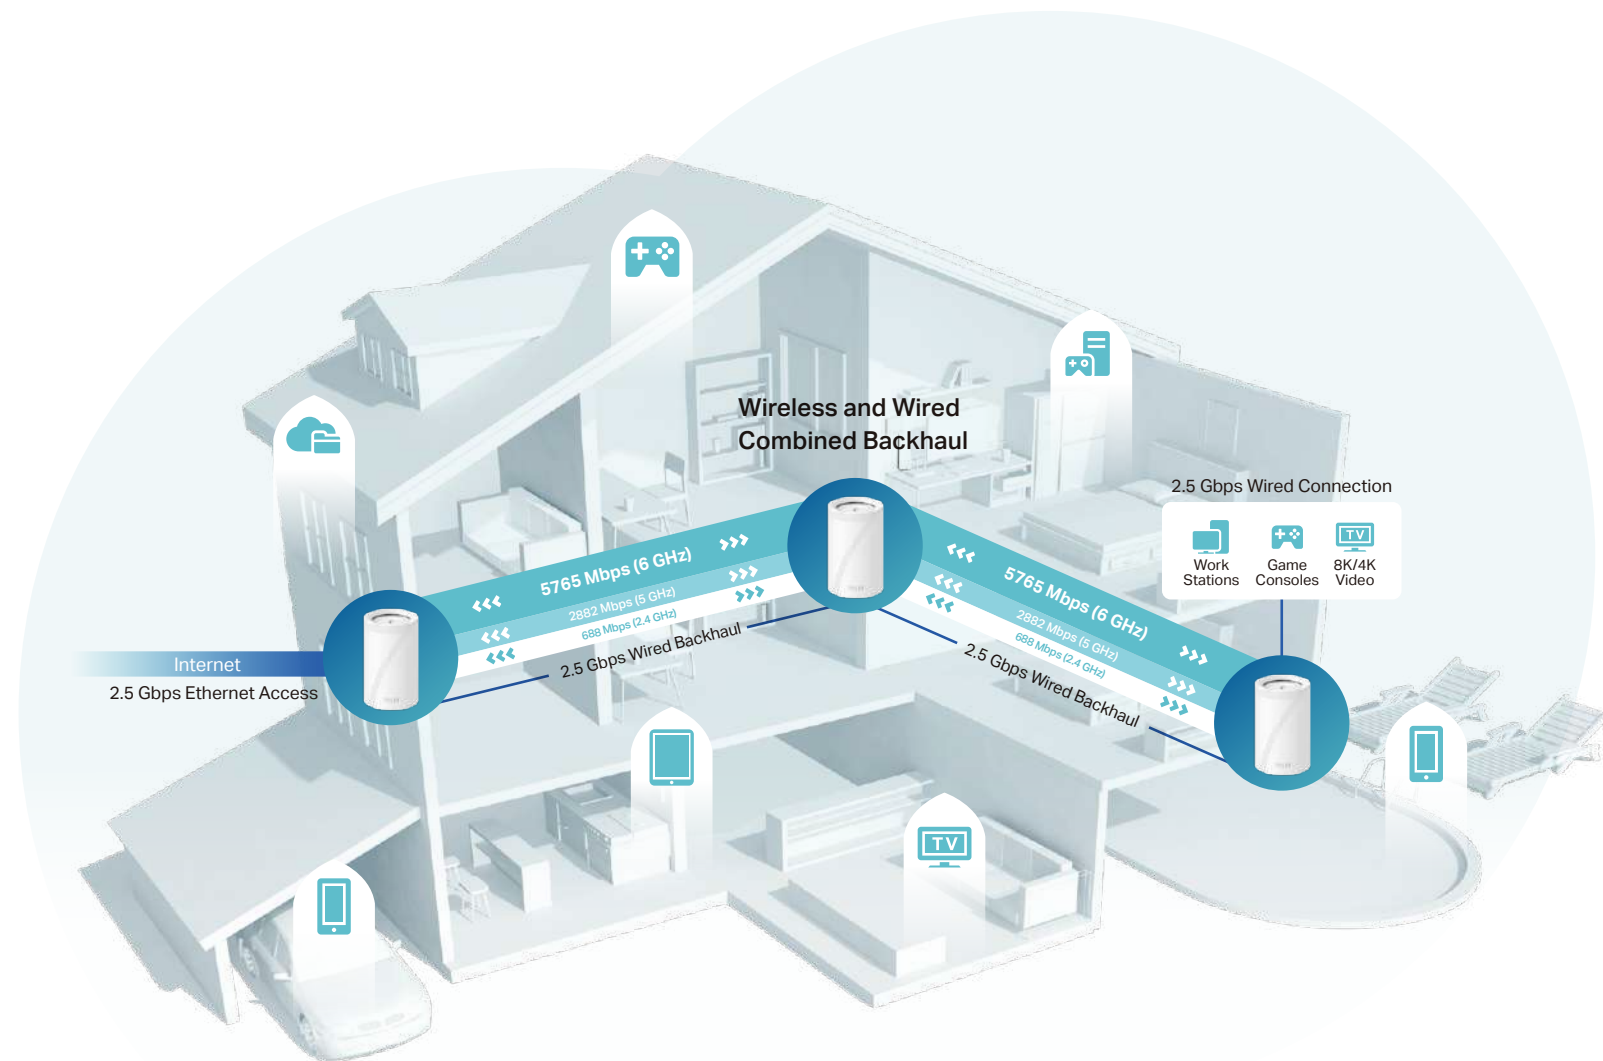 Wireless and Wired
Combined Backhaul
2.5 Gbps Wired Connection
Work
Stations
Game
Consoles
TV
8K/4K
Video
5765 Mbps (6 GHz)
2882 Mbps (5 GHz)
688 Mbps (2.4 GHz)
2.5 Gbps Wired Backhaul
5765 Mbps (6 GHz)
2882 Mbps (5 GHz)
688 Mbps (2.4 GHz)
2.5 Gbps Wired Backhaul
Internet
2.5 Gbps Ethernet Access
TV